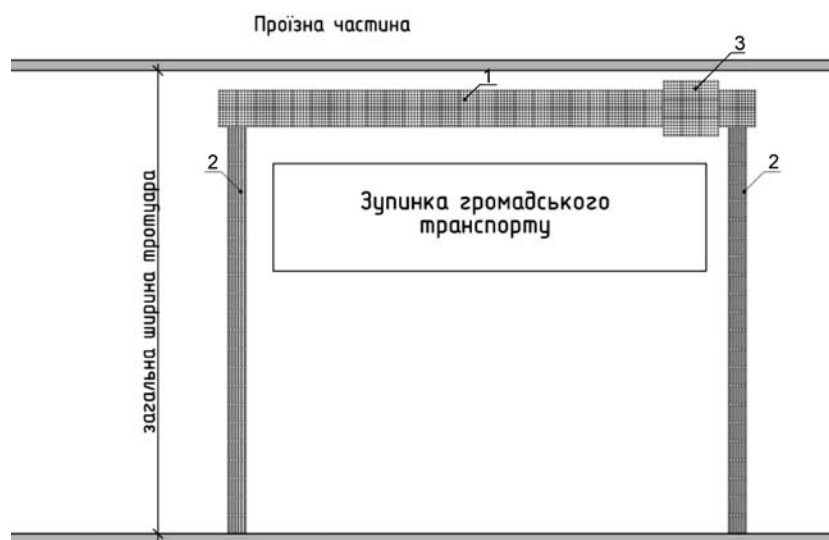 Проїзна частина
3
1
2
2
Зупинка громадського
транспорту
загальна ширина тротуара